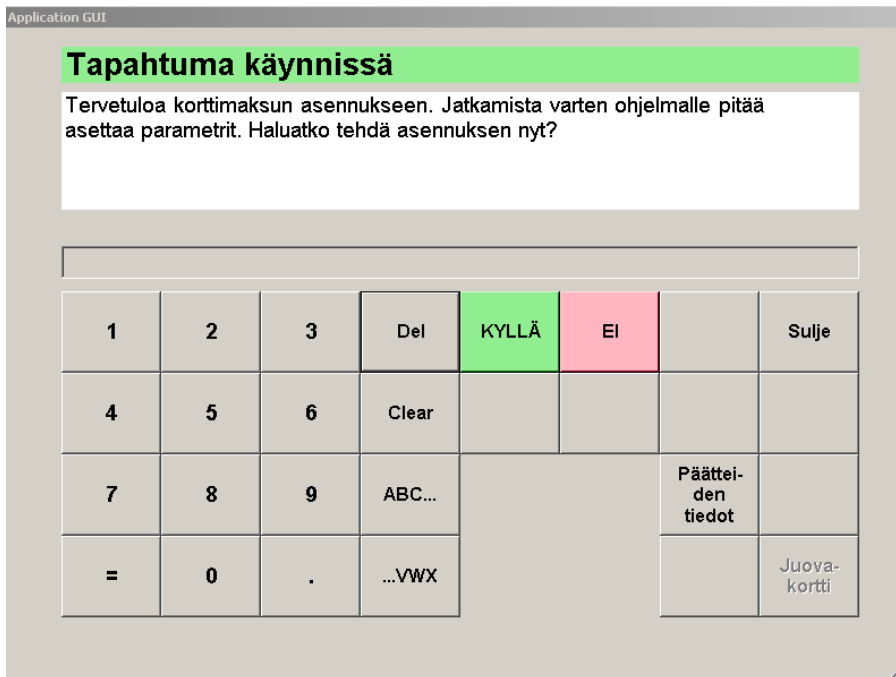 Application GUI
Tapahtuma käynnissä
Tervetuloa korttimaksun asennukseen. Jatkamista varten ohjelmalle pitää
asettaa parametrit. Haluatko tehdä asennuksen nyt?
1 2 3 Del KYLLÄ EI Sulje
4 5 6 Clear
7 8 9 ABC...
Päättei-
den
tiedot
= 0 . ...VWX
Juova-
kortti